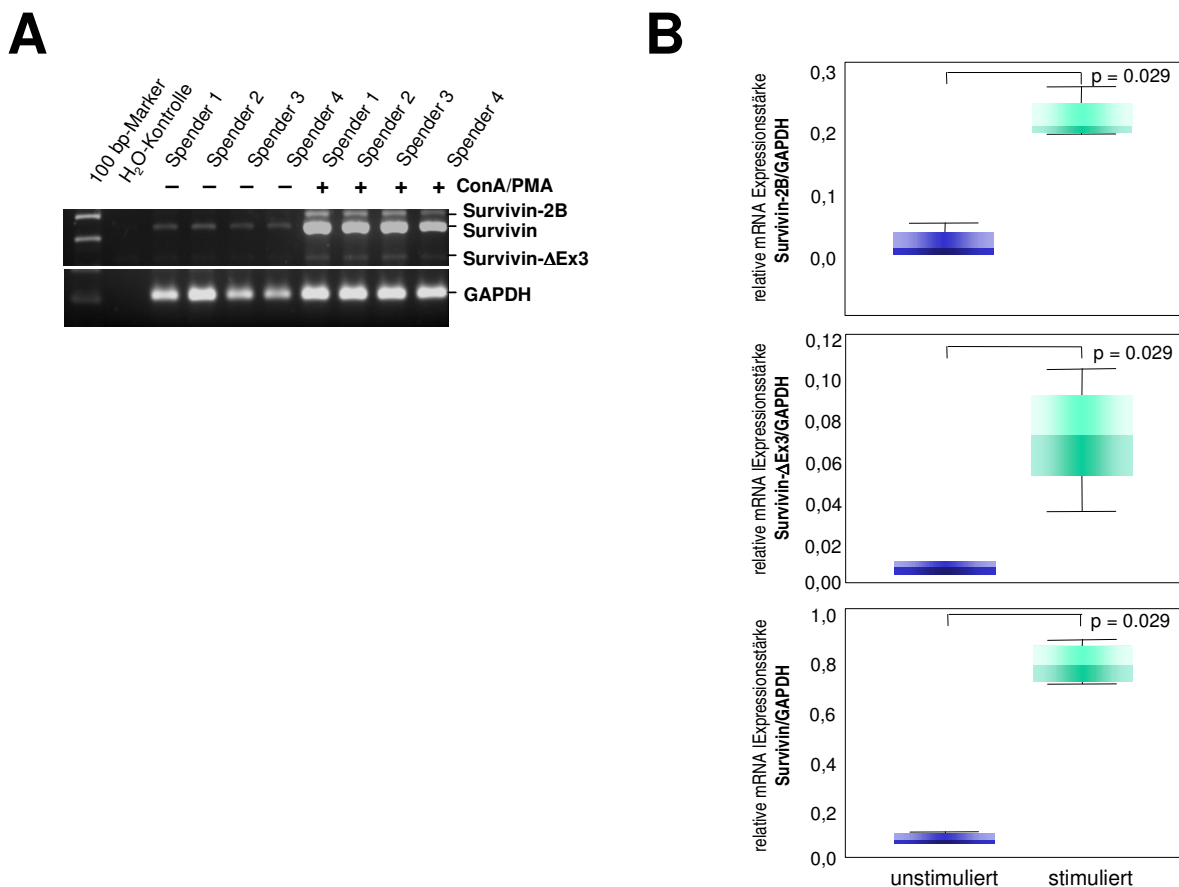 A
100 bp-Marker
H₂O-Kontrolle
Spender 1
Spender 2
Spender 3
Spender 4
Spender 1
Spender 2
Spender 3
Spender 4
– – – – + + + + ConA/PMA
Survivin-2B
Survivin
Survivin-ΔEx3
GAPDH
B
relative mRNA Expressionsstärke
Survivin-2B/GAPDH
0,3
0,2
0,1
0,0
p = 0.029
relative mRNA lExpressionsstärke
Survivin-ΔEx3/GAPDH
0,12
0,10
0,08
0,06
0,04
0,02
0,00
p = 0.029
relative mRNA lExpressionsstärke
Survivin/GAPDH
1,0
0,8
0,6
0,4
0,2
0,0
p = 0.029
unstimuliert stimuliert